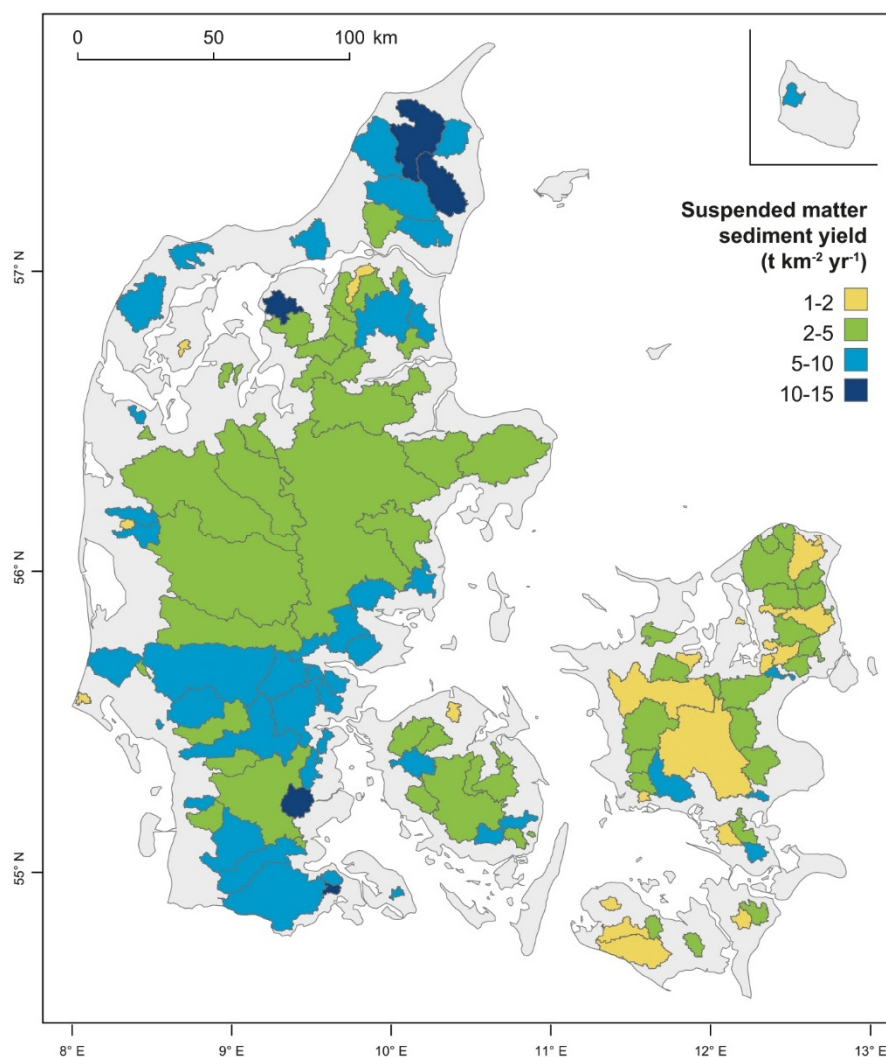 0 50 100 km
Suspended matter
sediment yield
(t km⁻² yr⁻¹)
1-2
2-5
5-10
10-15
57° N
56° N
55° N
8° E 9° E 10° E 11° E 12° E 13° E